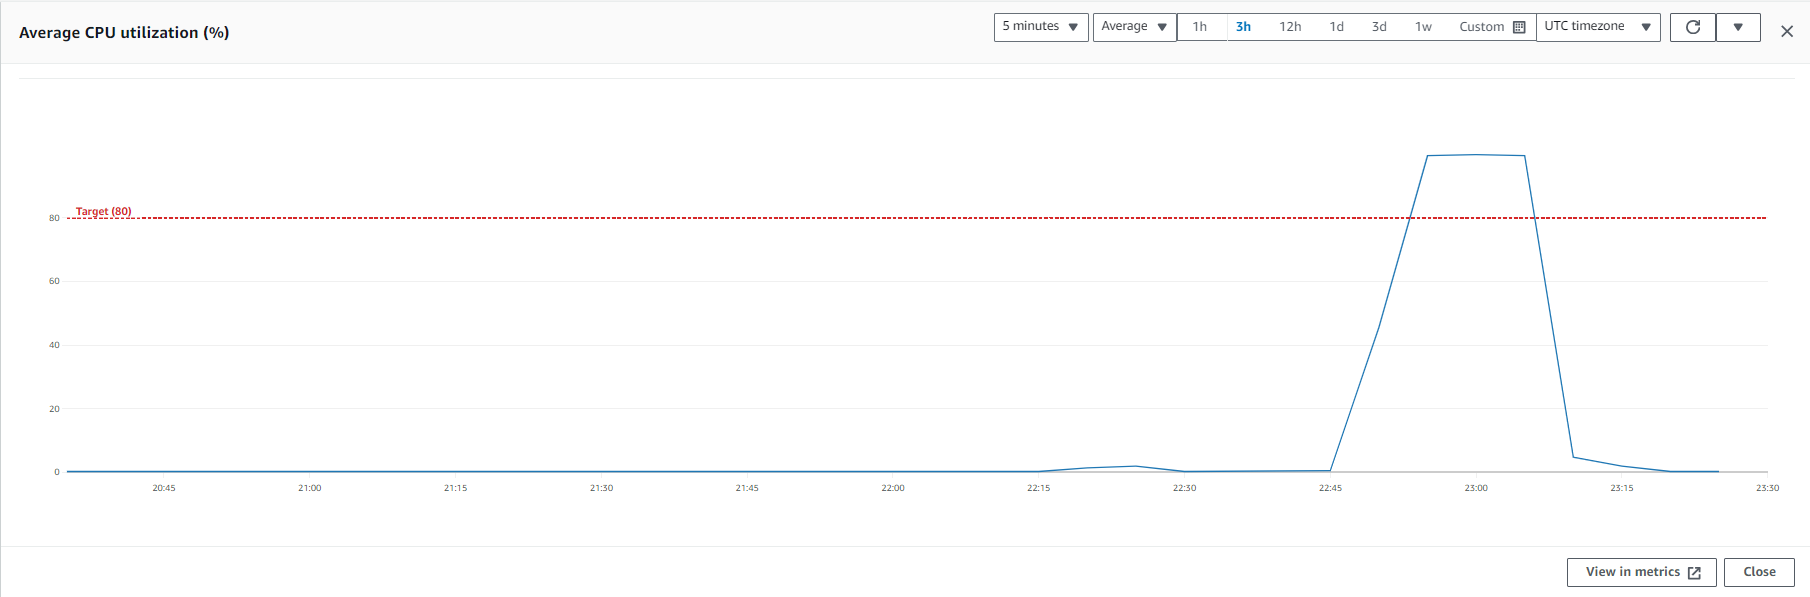 Average CPU utilization (%)
5 minutes
Average
1h
3h
12h
1d
3d
1w
Custom
UTC timezone
Target (80)
80
60
40
20
0
20:45
21:00
21:15
21:30
21:45
22:00
22:15
22:30
22:45
23:00
23:15
23:30
View in metrics
Close